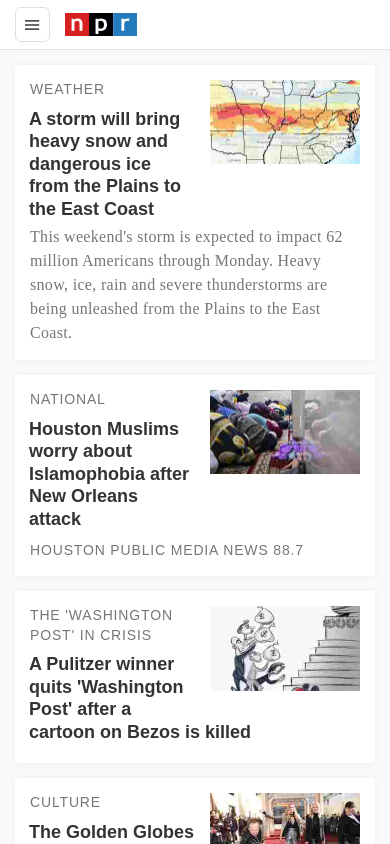 npr
WEATHER
A storm will bring
heavy snow and
dangerous ice
from the Plains to
the East Coast
This weekend's storm is expected to impact 62
million Americans through Monday. Heavy
snow, ice, rain and severe thunderstorms are
being unleashed from the Plains to the East
Coast.
NATIONAL
Houston Muslims
worry about
Islamophobia after
New Orleans
attack
HOUSTON PUBLIC MEDIA NEWS 88.7
THE 'WASHINGTON
POST' IN CRISIS
A Pulitzer winner
quits 'Washington
Post' after a
cartoon on Bezos is killed
CULTURE
The Golden Globes